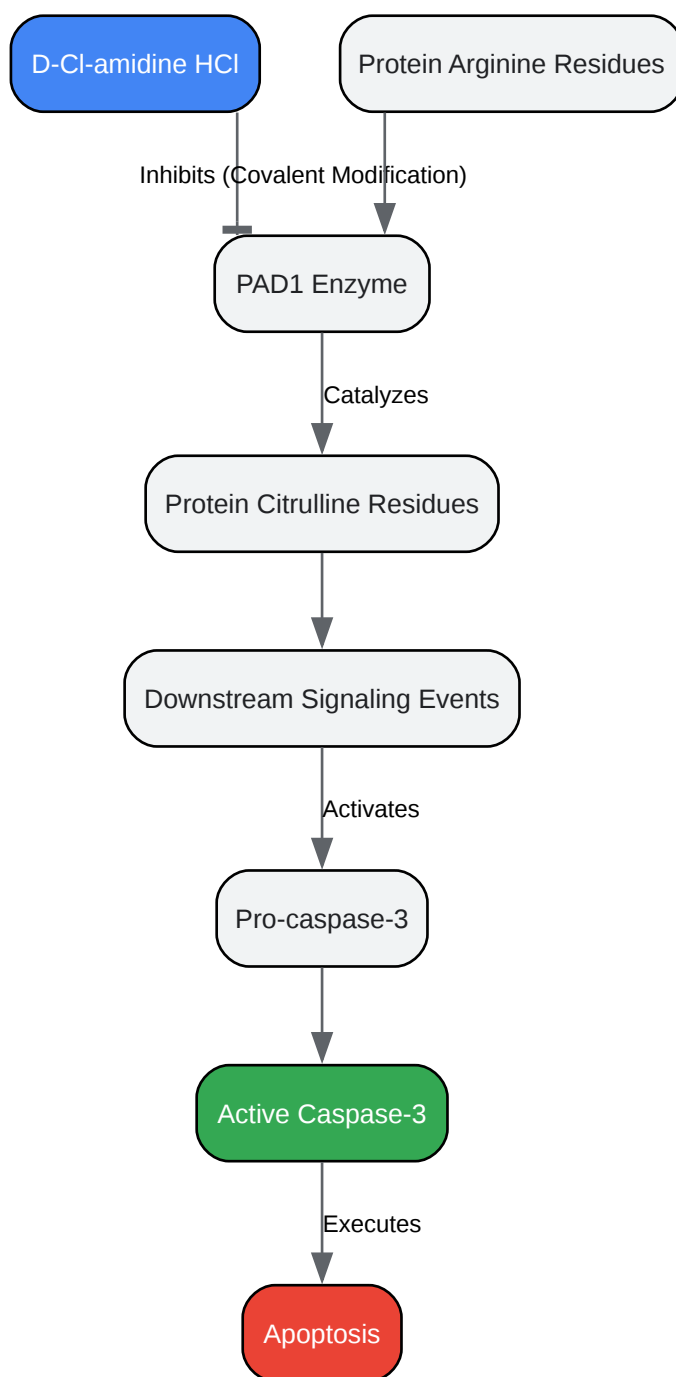 D-Cl-amidine HCl
Protein Arginine Residues
Inhibits (Covalent Modification)
PAD1 Enzyme
Catalyzes
Protein Citrulline Residues
Downstream Signaling Events
Activates
Pro-caspase-3
Active Caspase-3
Executes
Apoptosis